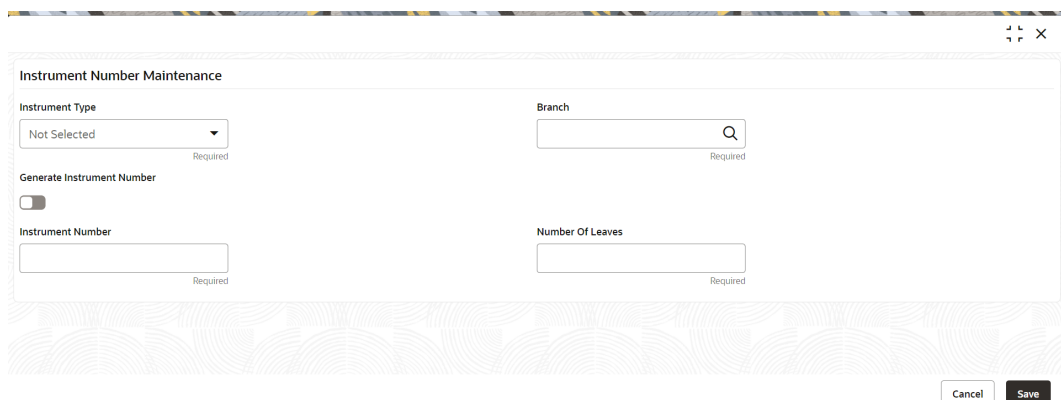 Instrument Number Maintenance
Instrument Type
Branch
Not Selected
Required
Required
Generate Instrument Number
Instrument Number
Number Of Leaves
Required
Required
Cancel
Save